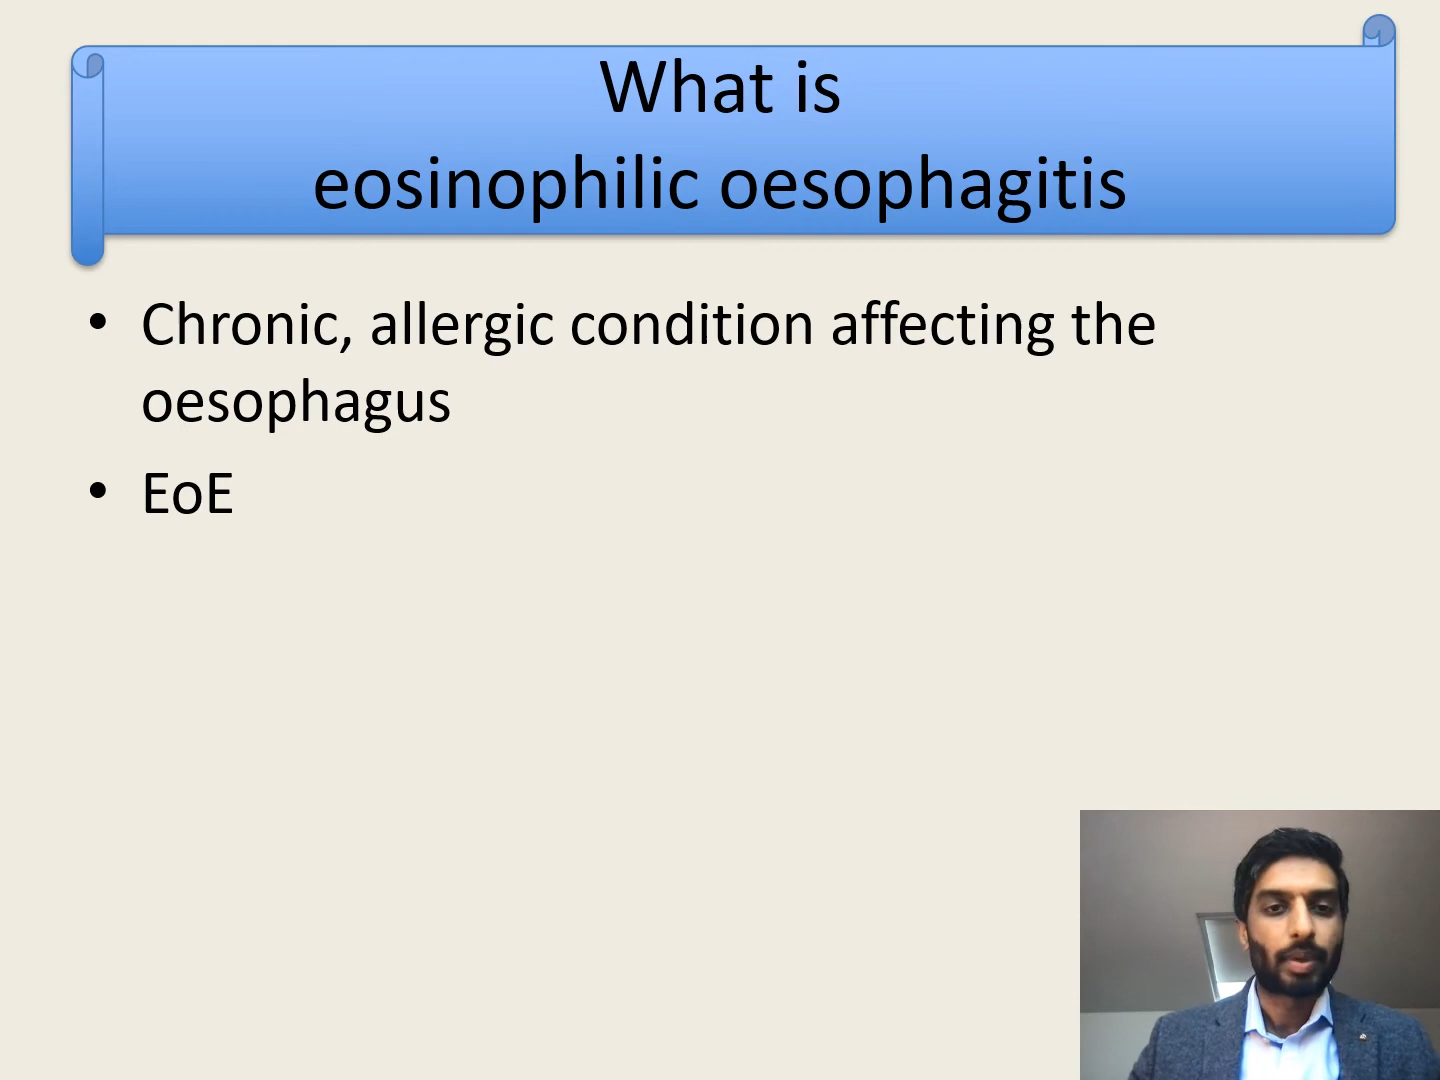 What is
eosinophilic oesophagitis
• Chronic, allergic condition affecting the
oesophagus
• EoE